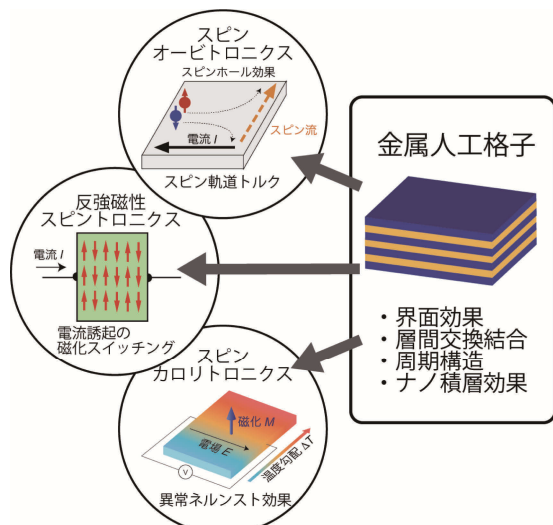 スピン
オービトロニクス
スピンホール効果
スピン流
電流 I
スピン軌道トルク
反強磁性
スピントロニクス
電流 I
電流誘起の
磁化スイッチング
スピン
カロリトロニクス
磁化 M
電場 E
温度勾配 ΔT
V
異常ネルンスト効果
金属人工格子
・界面効果
・層間交換結合
・周期構造
・ナノ積層効果